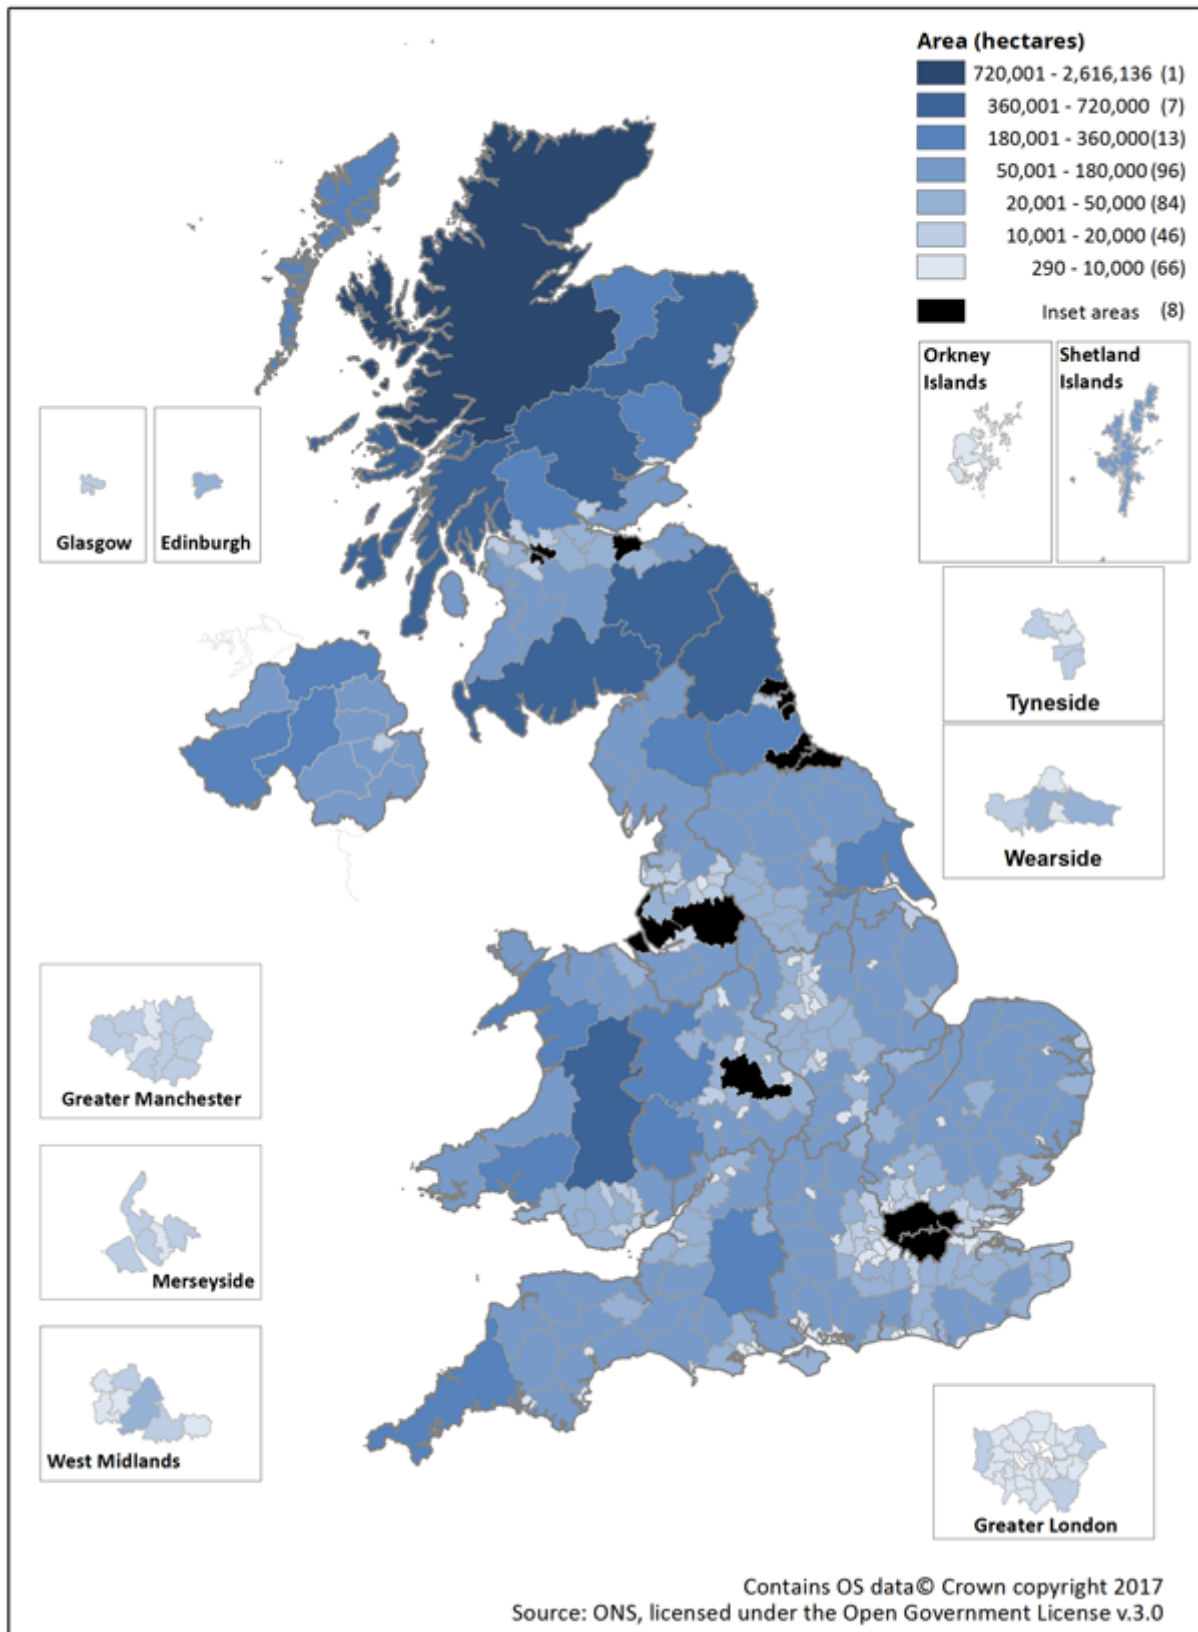 Area (hectares)
720,001 - 2,616,136 (1)
360,001 - 720,000 (7)
180,001 - 360,000(13)
50,001 - 180,000(96)
20,001 - 50,000 (84)
10,001 - 20,000 (46)
290 - 10,000 (66)
Inset areas (8)
Orkney
Islands
Shetland
Islands
Glasgow
Edinburgh
Tyneside
Wearside
Greater Manchester
Merseyside
West Midlands
Greater London
Contains OS data© Crown copyright 2017
Source: ONS, licensed under the Open Government License v.3.0